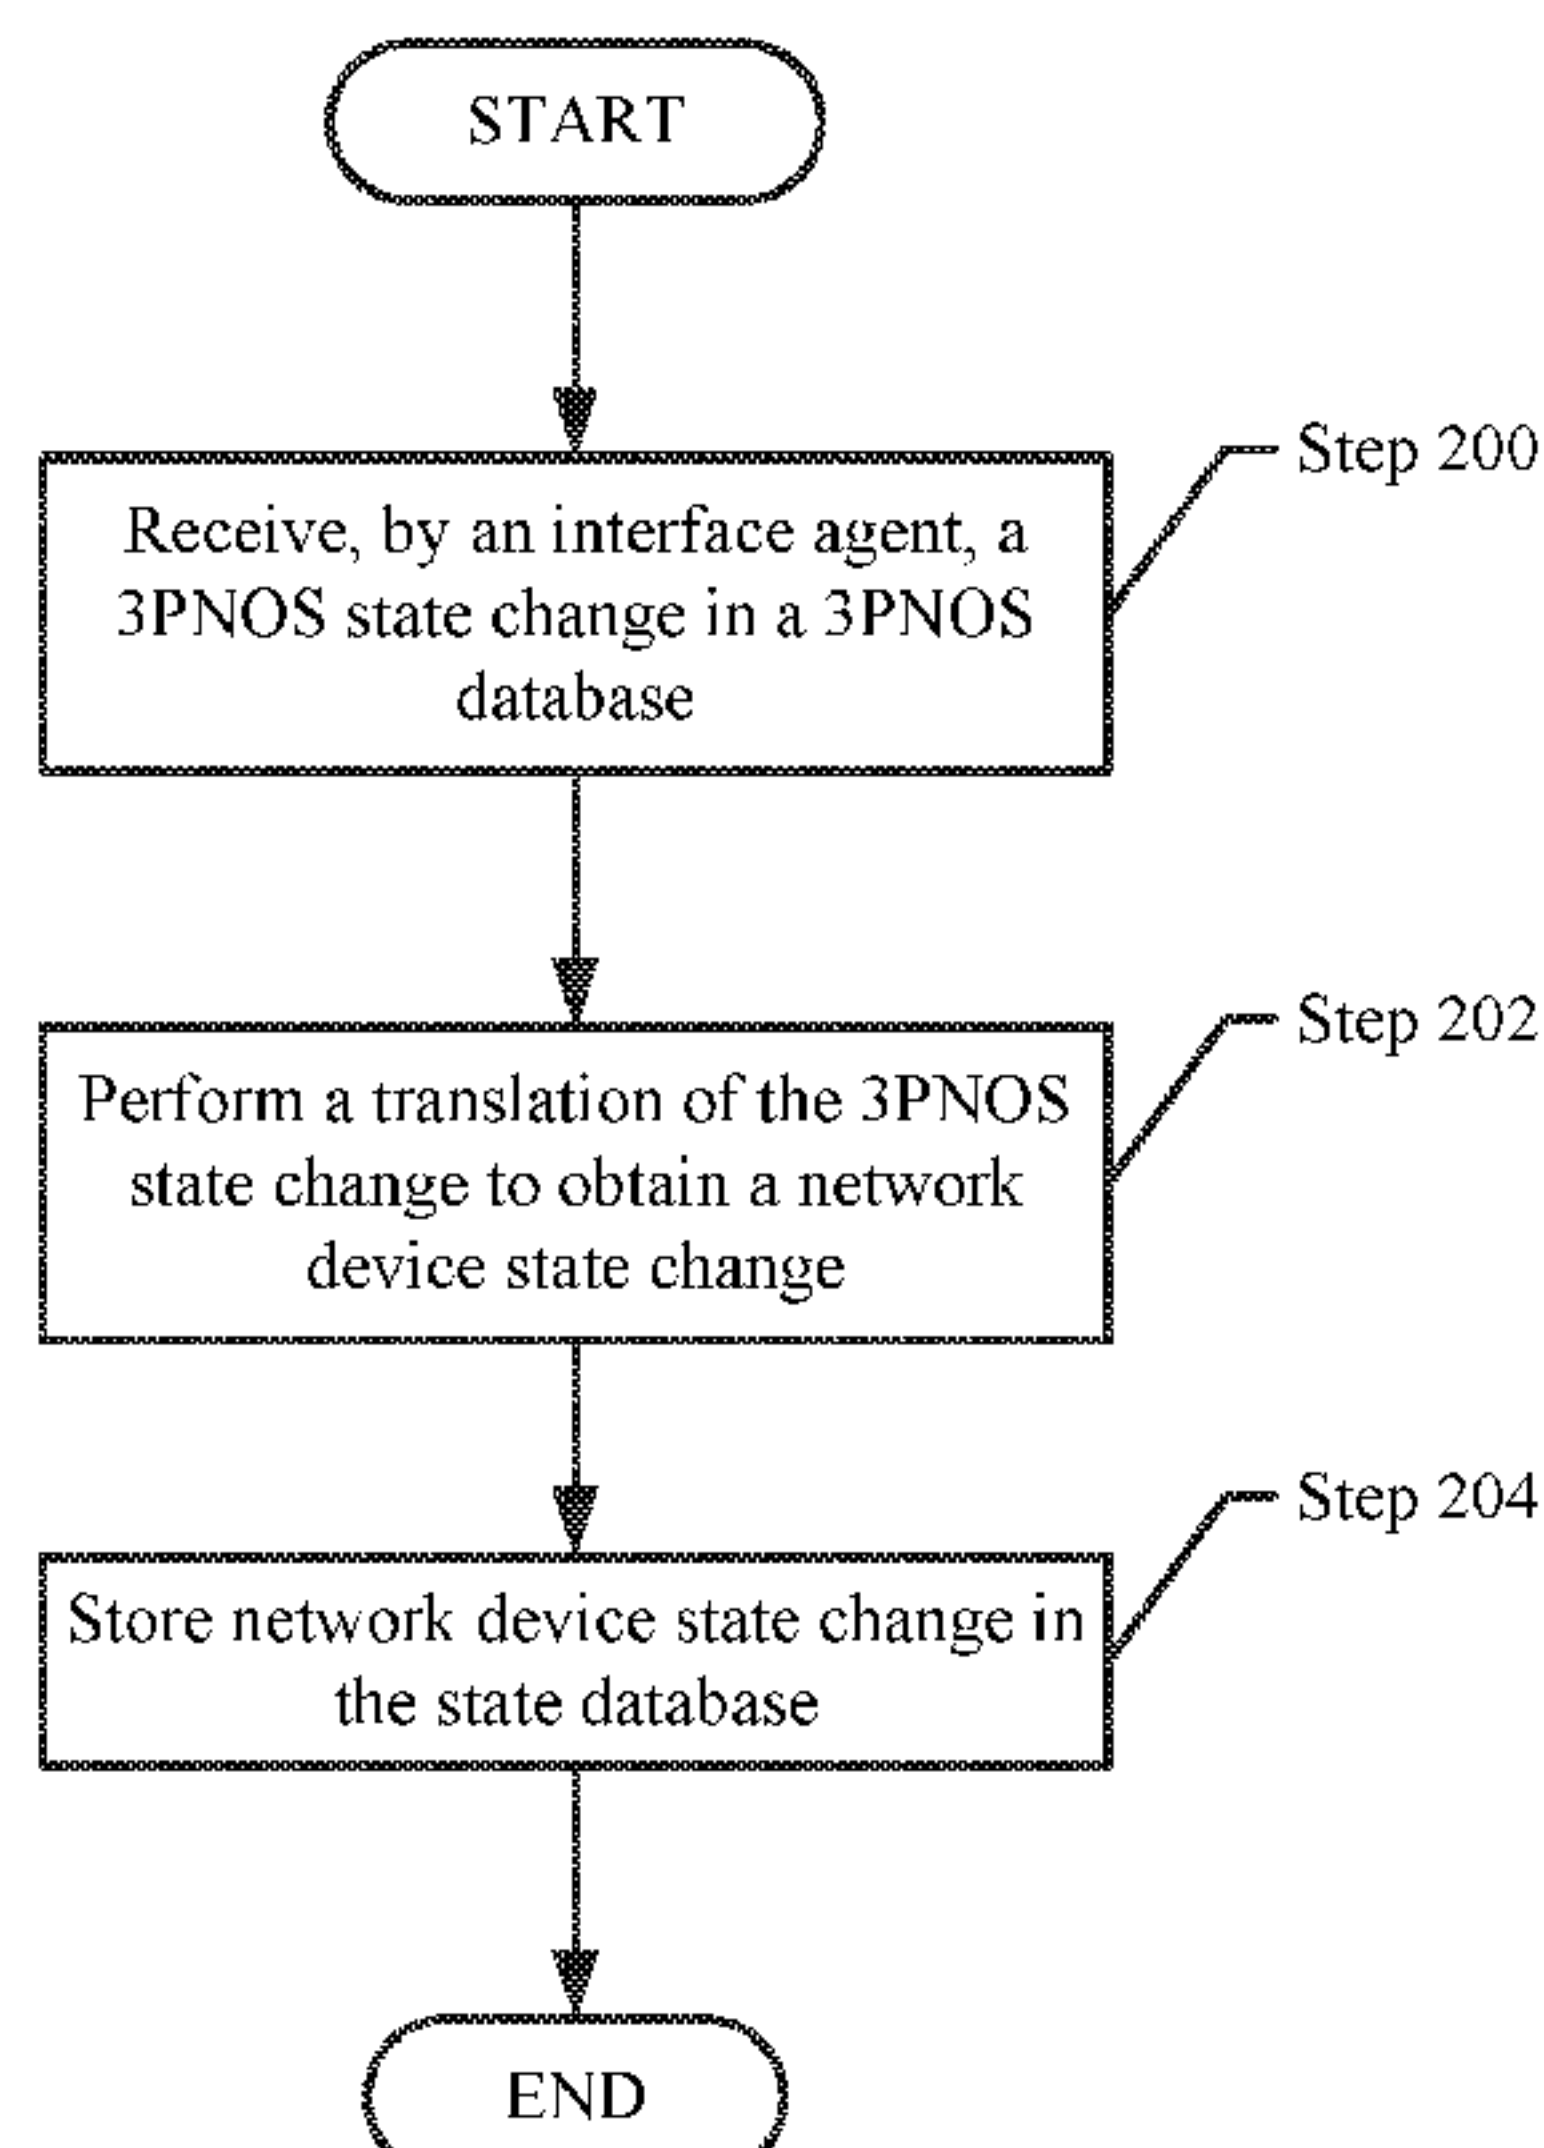 START
Step 200
Receive, by an interface agent, a
3PNOS state change in a 3PNOS
database
Step 202
Perform a translation of the 3PNOS
state change to obtain a network
device state change
Step 204
Store network device state change in
the state database
END